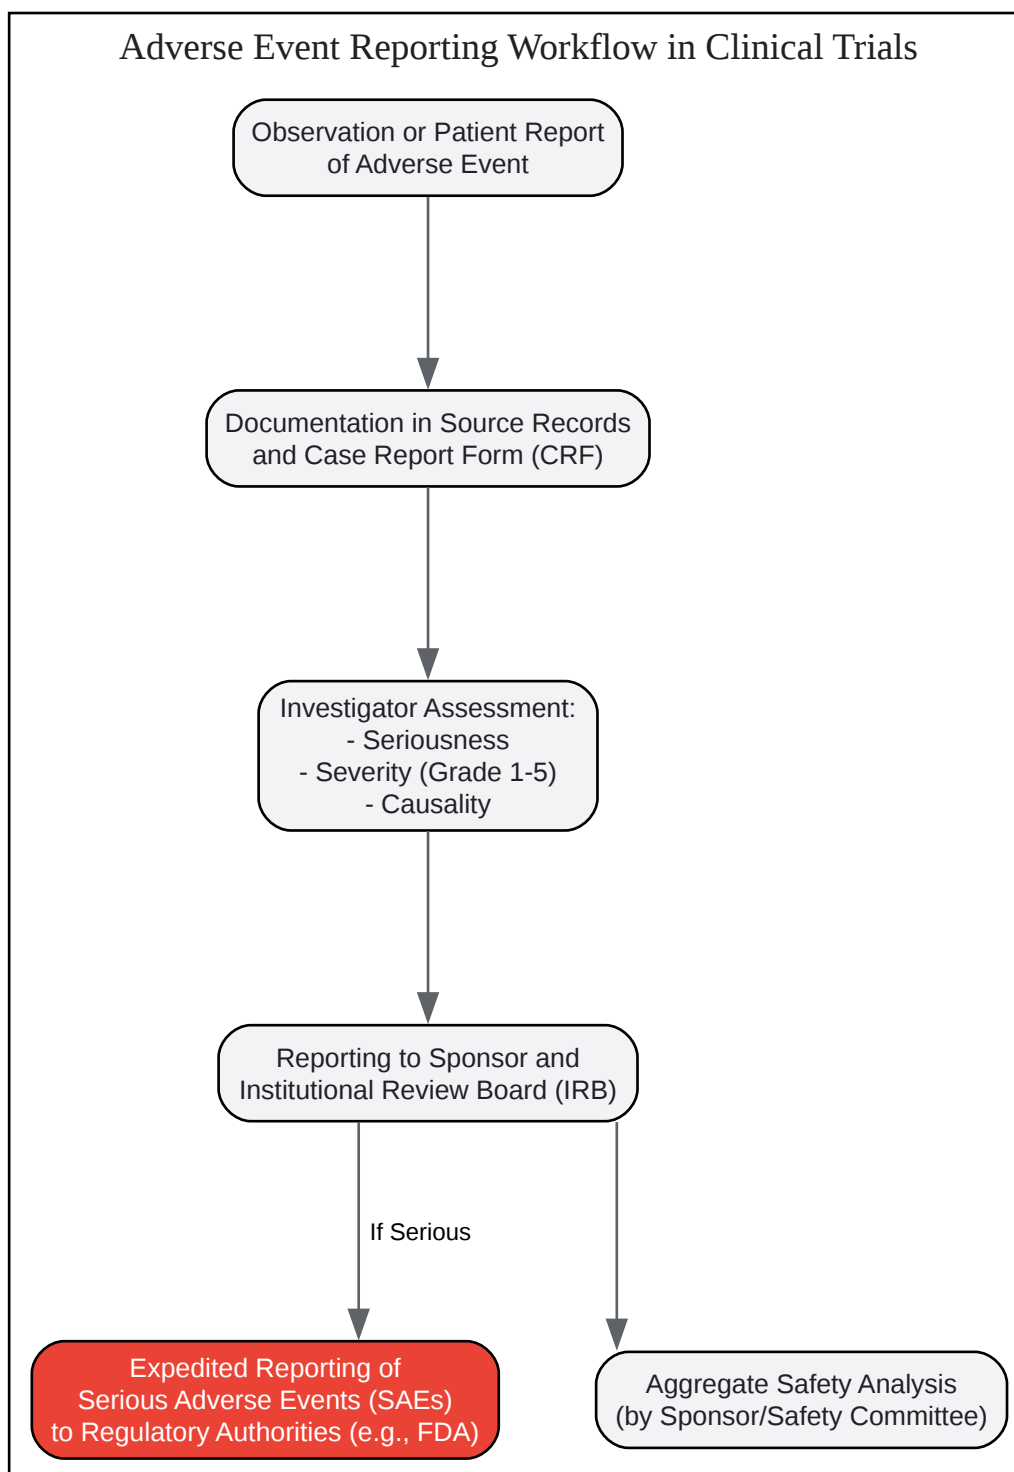 Adverse Event Reporting Workflow in Clinical Trials
Observation or Patient Report
of Adverse Event
Documentation in Source Records
and Case Report Form (CRF)
Investigator Assessment:
- Seriousness
- Severity (Grade 1-5)
- Causality
Reporting to Sponsor and
Institutional Review Board (IRB)
If Serious
Expedited Reporting of
Serious Adverse Events (SAEs)
to Regulatory Authorities (e.g., FDA)
Aggregate Safety Analysis
(by Sponsor/Safety Committee)